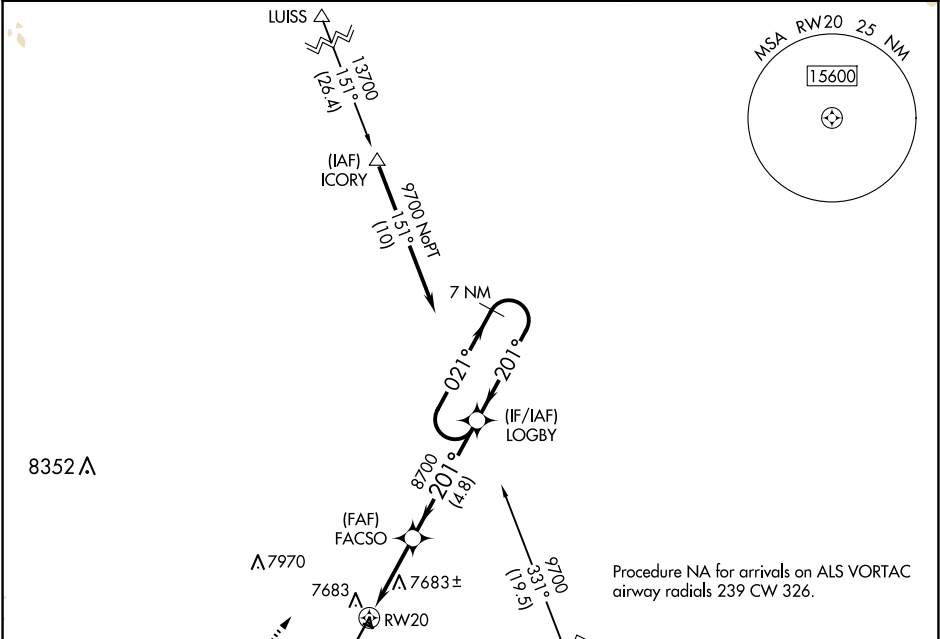 LUISS
MSA RW20 25 NM
15600
13700
151°
(26.4)
(IAF)
ICORY
9700 NoPT
151°
(10)
7 NM
021°
201°
(IF/IAF)
LOGBY
8352
8700
201°
(4.8)
(FAF)
FACSO
7970
7683±
7683
RW20
9700
331°
(19.5)
Procedure NA for arrivals on ALS VORTAC
airway radials 239 CW 326.